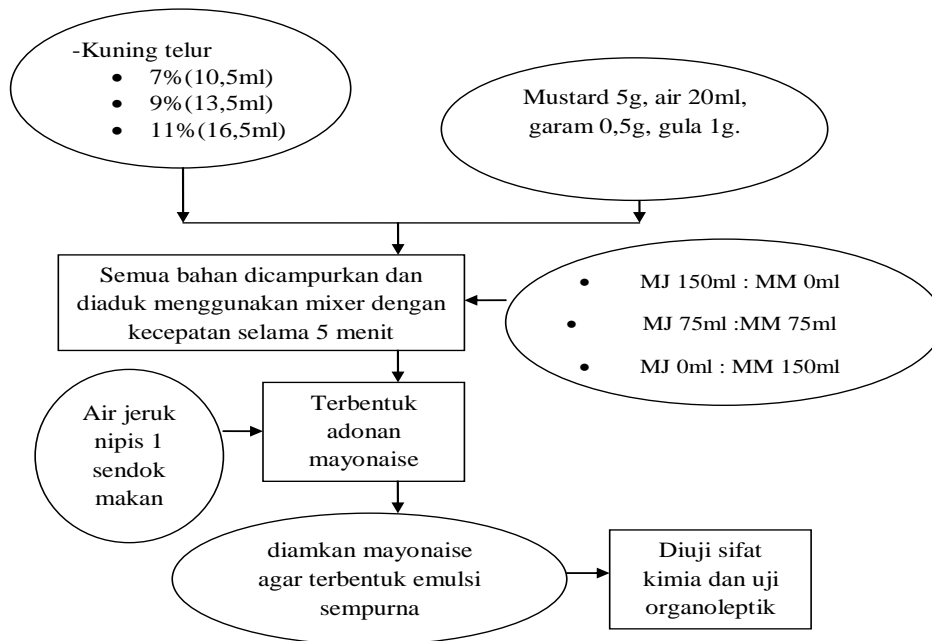 -Kuning telur
• 7%(10,5ml)
• 9%(13,5ml)
• 11%(16,5ml)
Mustard 5g, air 20ml,
garam 0,5g, gula 1g.
Semua bahan dicampurkan dan
diaduk menggunakan mixer dengan
kecepatan selama 5 menit
• MJ 150ml : MM 0ml
• MJ 75ml :MM 75ml
• MJ 0ml : MM 150ml
Air jeruk
nipis 1
sendok
makan
Terbentuk
adonan
mayonaise
diamkan mayonaise
agar terbentuk emulsi
sempurna
Diuji sifat
kimia dan uji
organoleptik